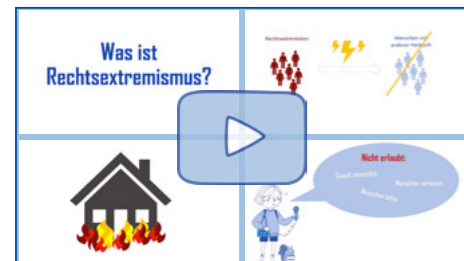 Was ist
Rechtsextremismus?
Rechtsextremisten
Menschen mit
anderer Herkunft
Nicht erlaubt:
Gewalt anwenden
Menschen verletzen
Menschen töten